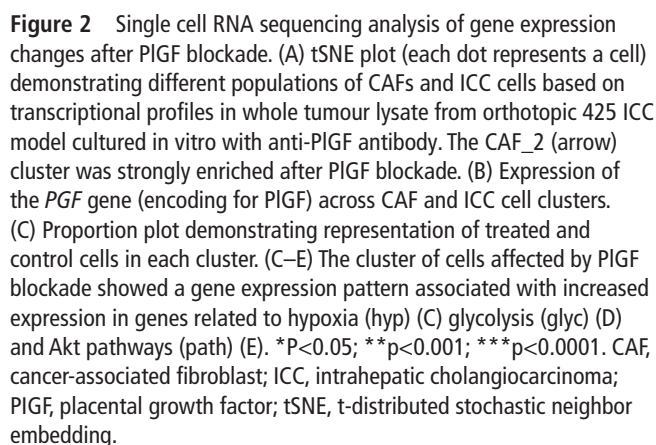 Figure 2 Single cell RNA sequencing analysis of gene expression
changes after PlGF blockade. (A) tSNE plot (each dot represents a cell)
demonstrating different populations of CAFs and ICC cells based on
transcriptional profiles in whole tumour lysate from orthotopic 425 ICC
model cultured in vitro with anti-PlGF antibody. The CAF_2 (arrow)
cluster was strongly enriched after PlGF blockade. (B) Expression of
the PGF gene (encoding for PlGF) across CAF and ICC cell clusters.
(C) Proportion plot demonstrating representation of treated and
control cells in each cluster. (C–E) The cluster of cells affected by PlGF
blockade showed a gene expression pattern associated with increased
expression in genes related to hypoxia (hyp) (C) glycolysis (glyc) (D)
and Akt pathways (path) (E). *P<0.05; **p<0.001; ***p<0.0001. CAF,
cancer-associated fibroblast; ICC, intrahepatic cholangiocarcinoma;
PlGF, placental growth factor; tSNE, t-distributed stochastic neighbor
embedding.